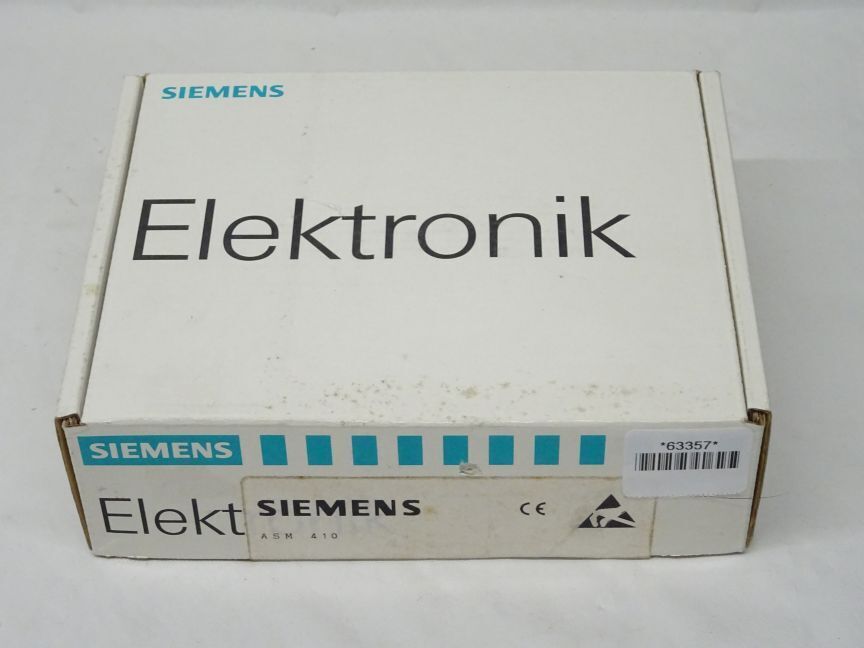 SIEMENS
Elektronik
SIEMENS
*63357*
Elekt
SIEMENS
CE
ASM 410